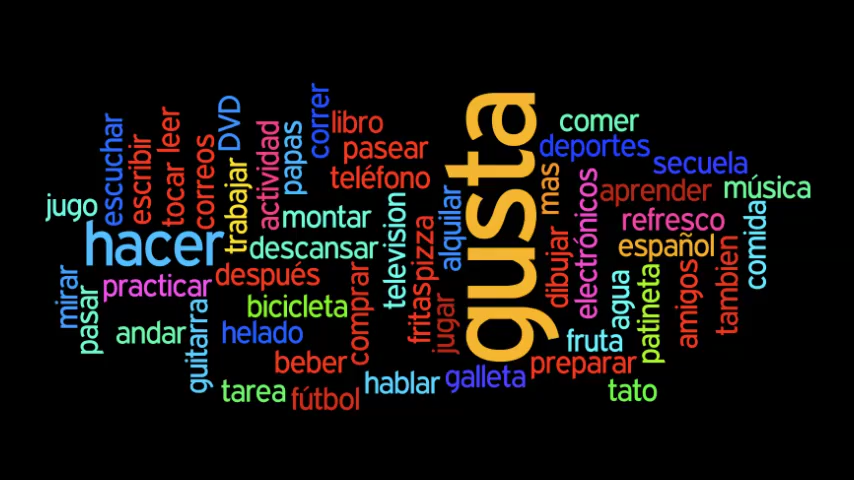 gusta
hacer
jugo
escuchar
escribir
tocar
leer
correos
DVD
trabajar
actividad
papas
correr
libro
pasear
teléfono
montar
descansar
television
pizza
alquilar
comer
deportes
secuela
mas
electrónicos
aprender
música
refresco
español
comida
mirar
pasar
practicar
después
bicicleta
comprar
fritas
jugar
dibujar
agua
patineta
amigos
tambien
andar
guitarra
helado
beber
tarea
fútbol
hablar
galleta
fruta
preparar
tato